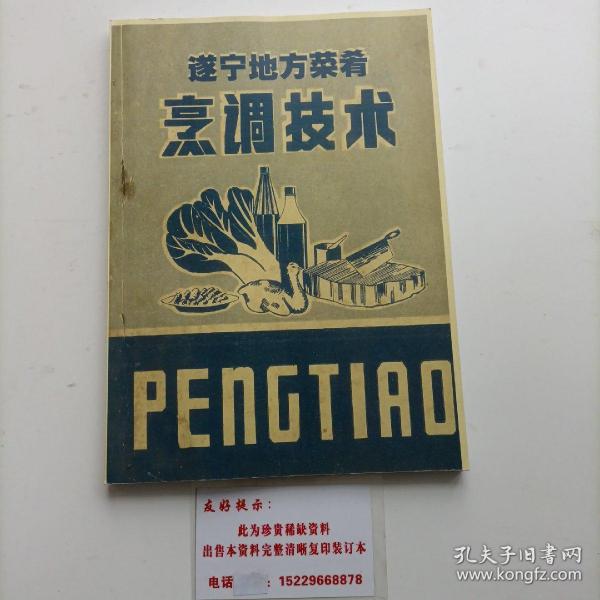 遂宁地方菜肴
烹调技术
PENGTIAO
友好提示：
此为珍贵稀缺资料
出售本资料完整清晰复印装订本
电话 ：15229668878
孔夫子旧书网
www.kongfz.com